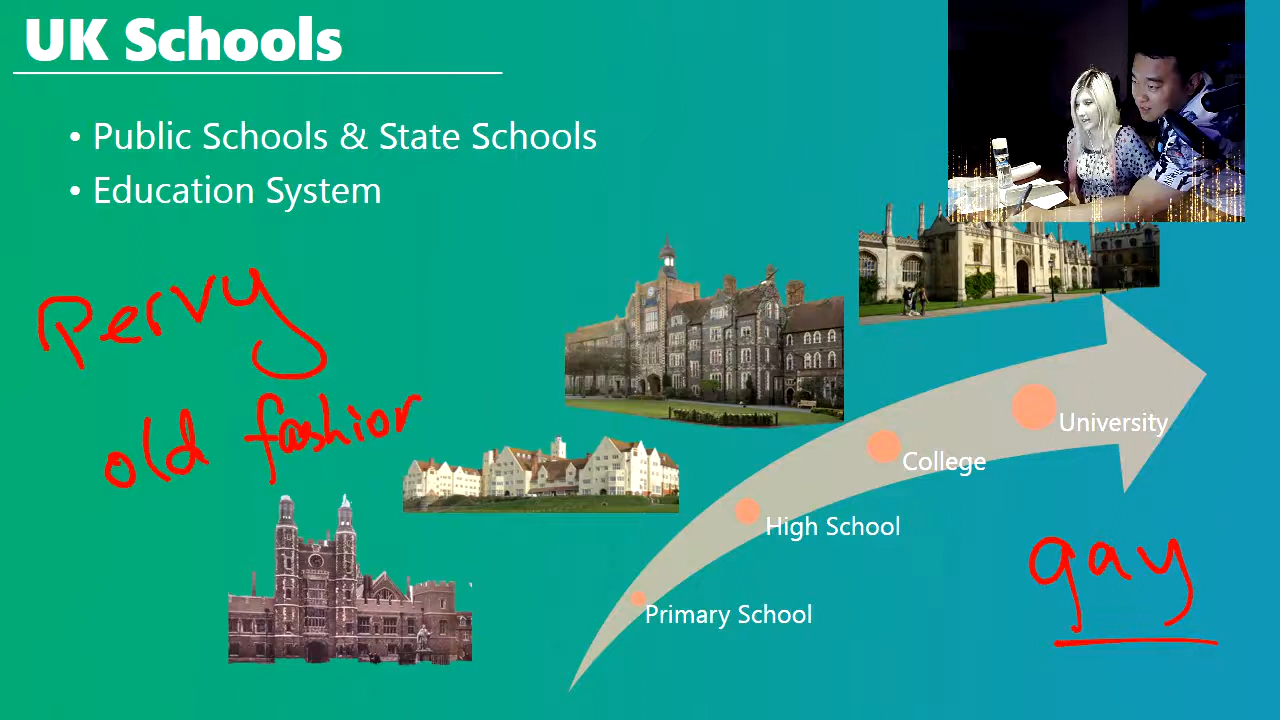 UK Schools
• Public Schools & State Schools
• Education System
Pervy
old fashior
University
College
High School
Primary School
gay